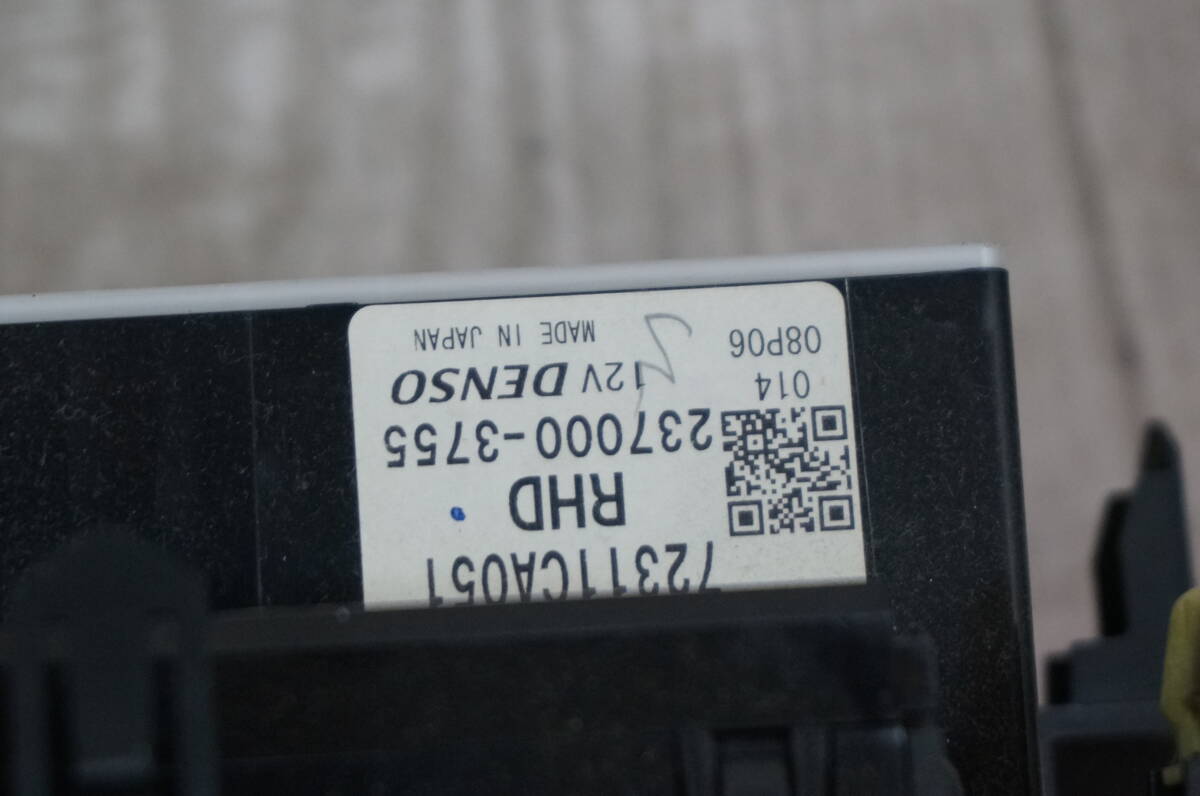 72311CA051
RHD
237000-3755
014
12V DENSO
08P06
MADE IN JAPAN